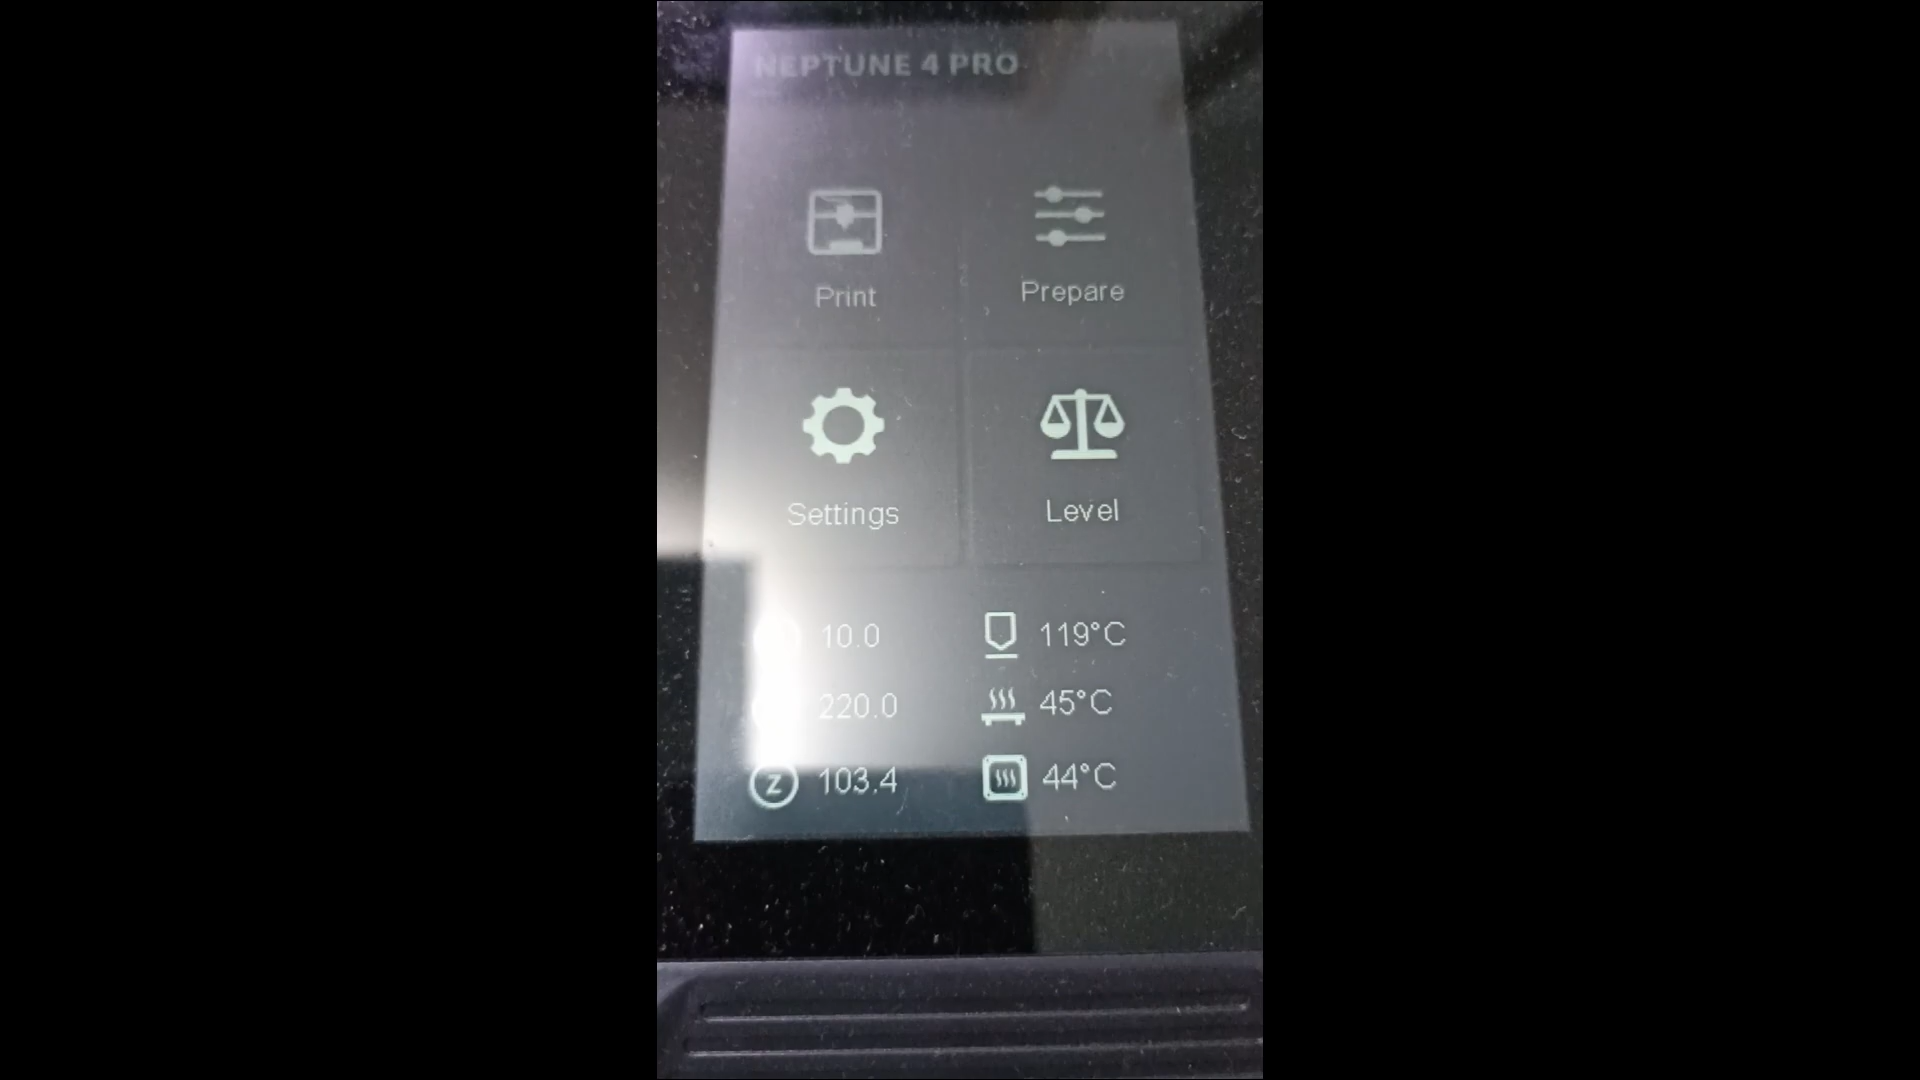 NEPTUNE 4 PRO
Print Prepare
Settings Level
10.0 119°C
220.0 45°C
Z 103.4 44°C